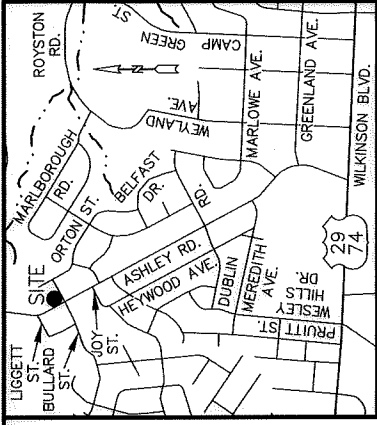 ROYSTON
RD.
CAMP GREEN ST.
MARLBOROUGH
RD.
WEYLAND
AVE.
MARLOWE AVE.
GREENLAND AVE.
WILKINSON BLVD.
ORTON ST.
BELFAST
DR.
SITE
ASHLEY RD.
HEYWOOD AVE.
DUBLIN RD.
MEREDITH
AVE.
LIGGETT
ST.
BULLARD
ST.
JOY
ST.
WESLEY
HILLS
DR.
PRUITT ST.
29
74